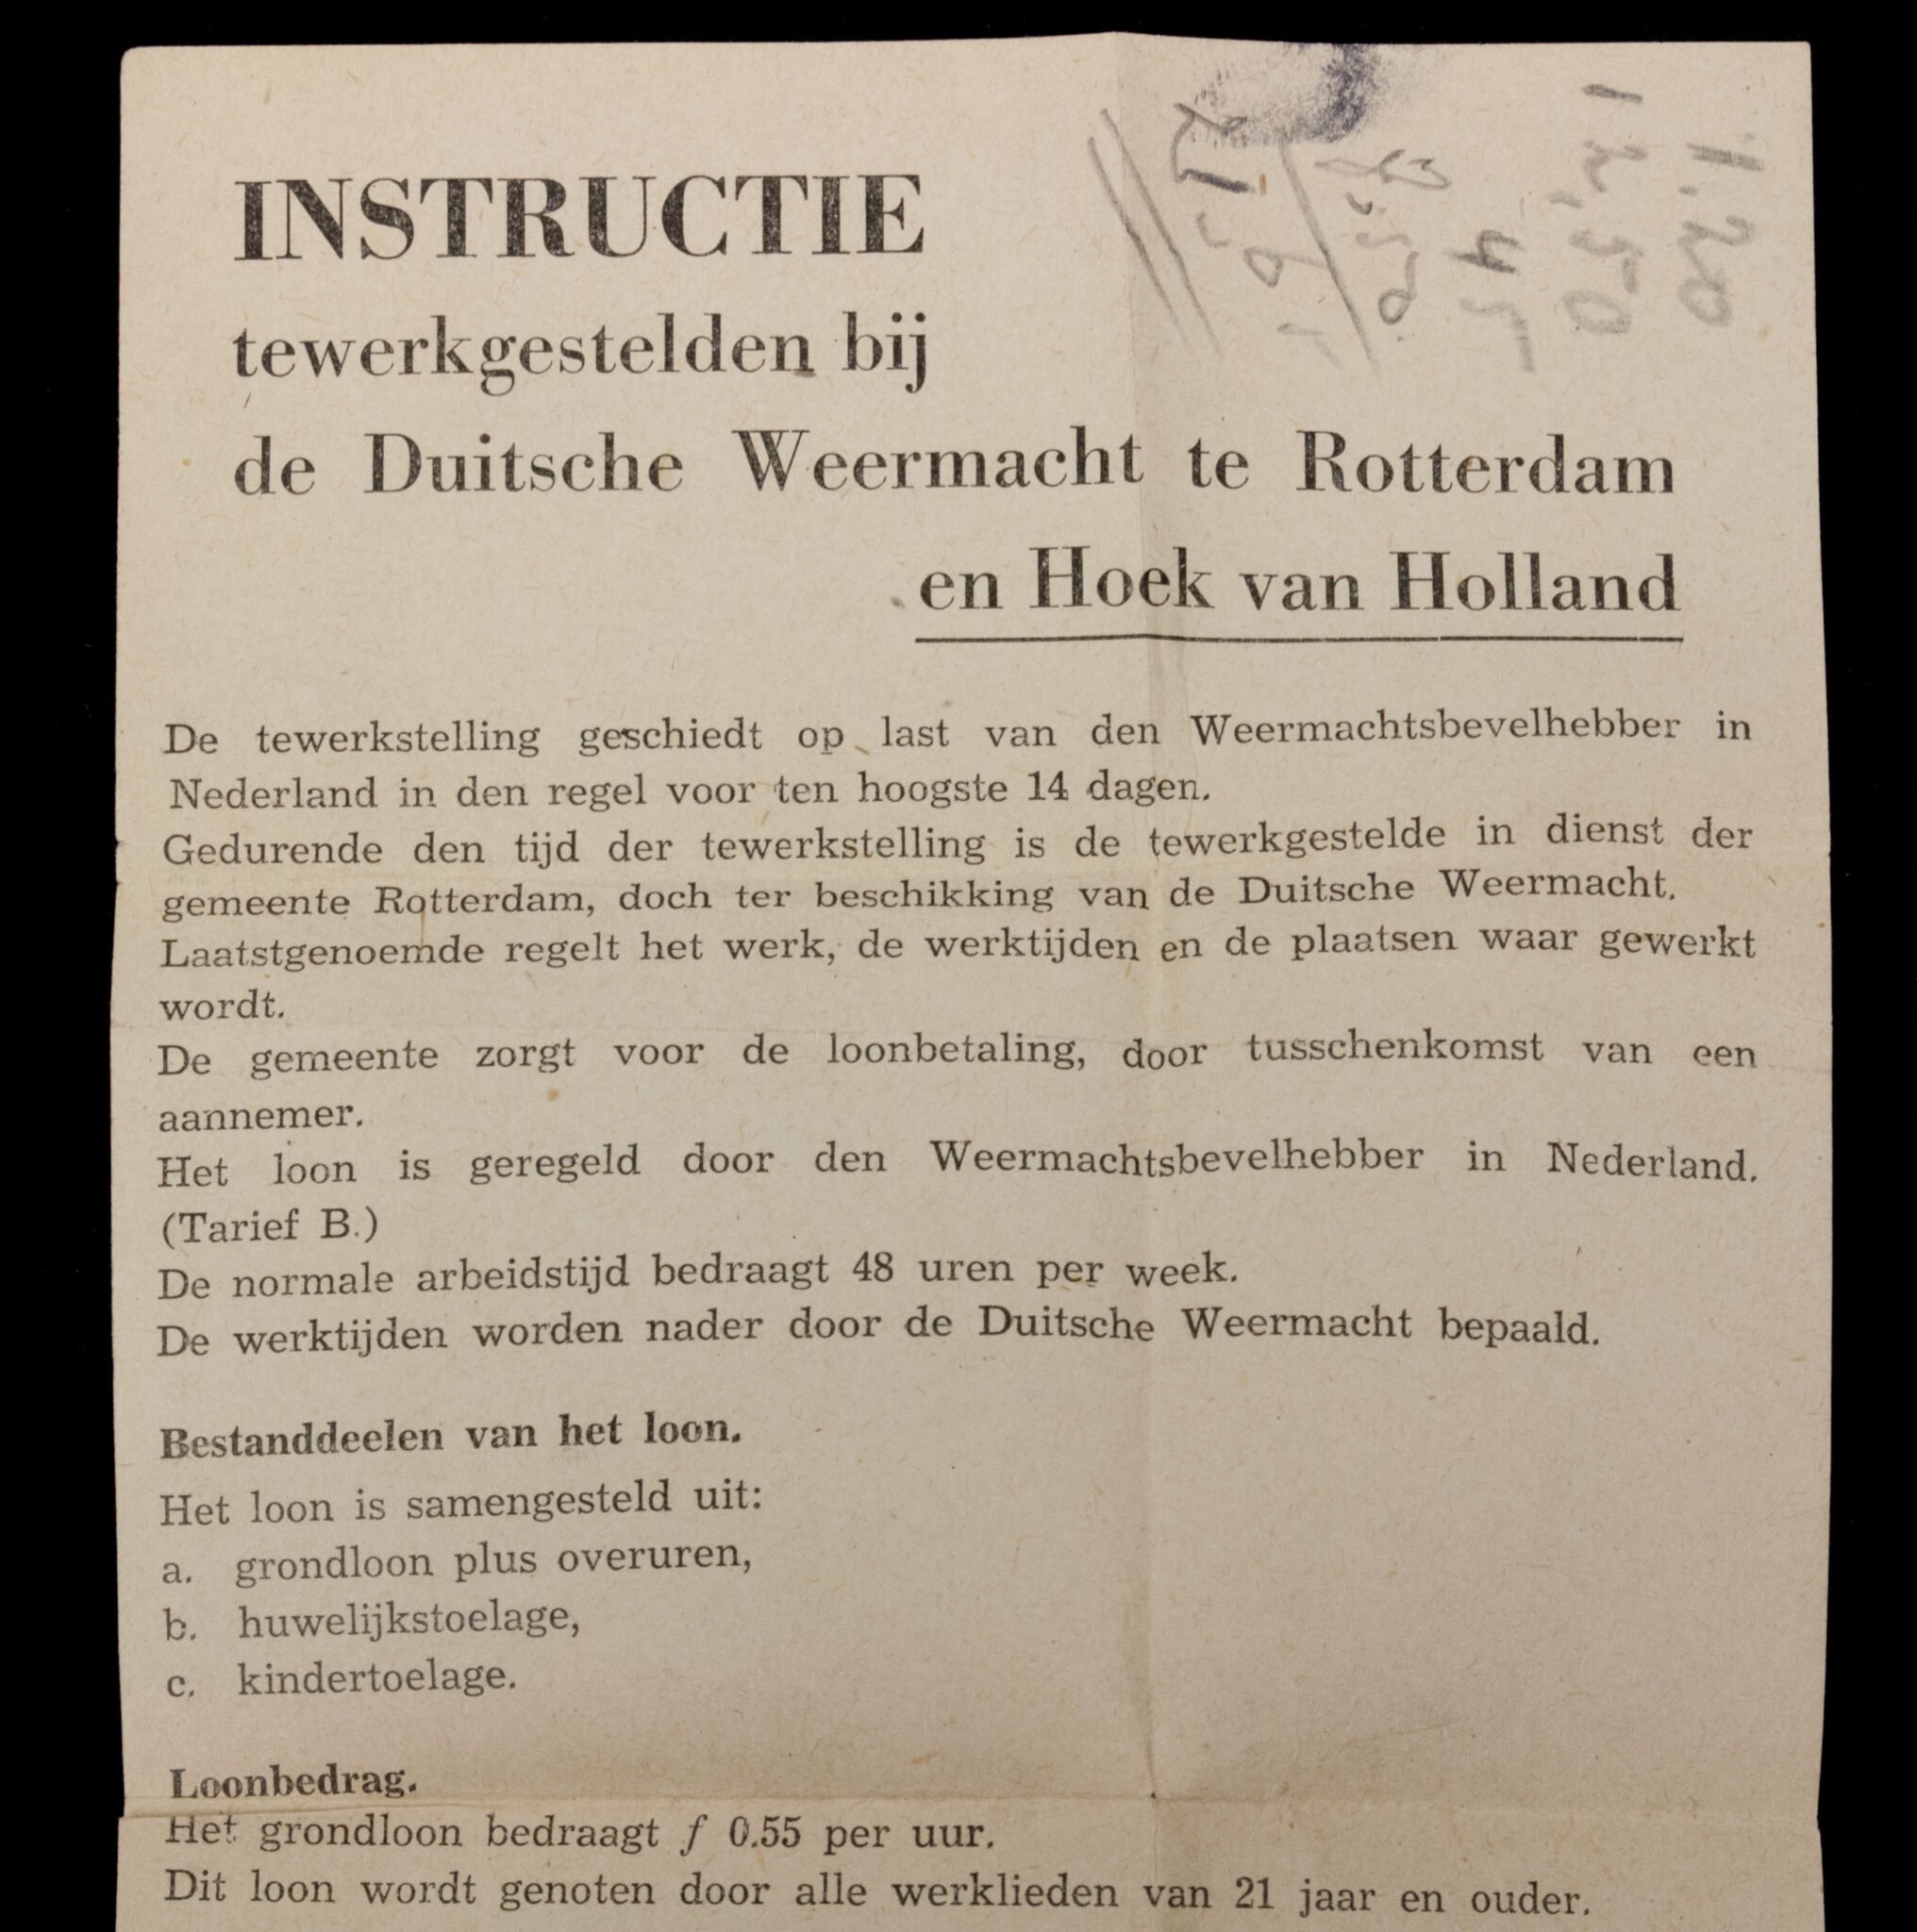 INSTRUCTIE
tewerkgestelden bij
de Duitsche Weermacht te Rotterdam
en Hoek van Holland
1.20
De tewerkstelling geschiedt op last van den Weermachtsbevelhebber in
Nederland in den regel voor ten hoogste 14 dagen.
Gedurende den tijd der tewerkstelling is de tewerkgestelde in dienst der
gemeente Rotterdam, doch ter beschikking van de Duitsche Weermacht.
Laatstgenoemde regelt het werk, de werktijden en de plaatsen waar gewerkt
wordt.
De gemeente zorgt voor de loonbetaling, door tusschenkomst van een
aannemer.
Het loon is geregeld door den Weermachtsbevelhebber in Nederland.
(Tarief B.)
De normale arbeidstijd bedraagt 48 uren per week.
De werktijden worden nader door de Duitsche Weermacht bepaald.
Bestanddeelen van het loon.
Het loon is samengesteld uit:
a. grondloon plus overuren,
b. huwelijkstoelage,
c. kindertoelage.
Loonbedrag.
Het grondloon bedraagt f 0.55 per uur.
Dit loon wordt genoten door alle werklieden van 21 jaar en ouder.